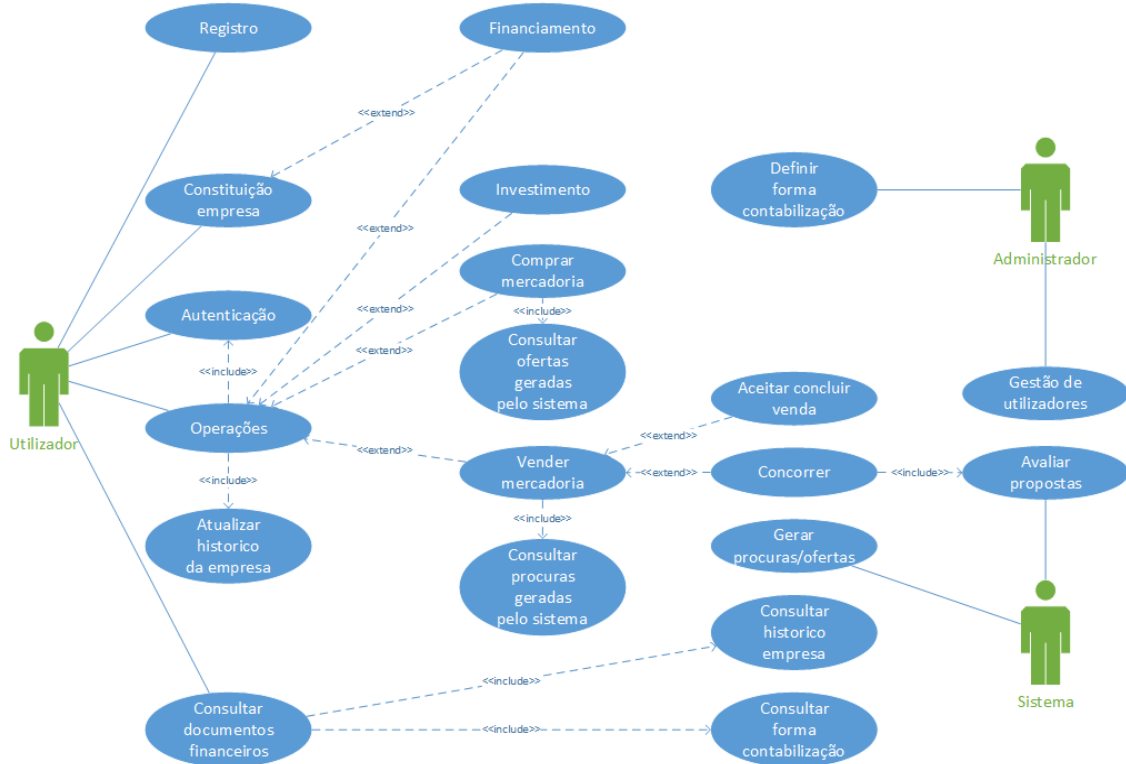 Registro
Financiamento
<<extend>>
Constituição
empresa
Investimento
Definir
forma
contabilização
Administrador
<<extend>>
Comprar
mercadoria
Autenticação
<<include>>
<<extend>>
<<extend>>
Consultar
ofertas
geradas
pelo sistema
<<include>>
Utilizador
Operações
Aceitar concluir
venda
Gestão de
utilizadores
<<extend>>
<<extend>>
Vender
mercadoria
<<extend>>
Concorrer
<<include>>
Avaliar
propostas
<<include>>
<<include>>
Atualizar
historico
da empresa
Gerar
procuras/ofertas
Consultar
procuras
geradas
pelo sistema
Consultar
historico
empresa
<<include>>
Sistema
Consultar
documentos
financeiros
<<include>>
Consultar
forma
contabilização